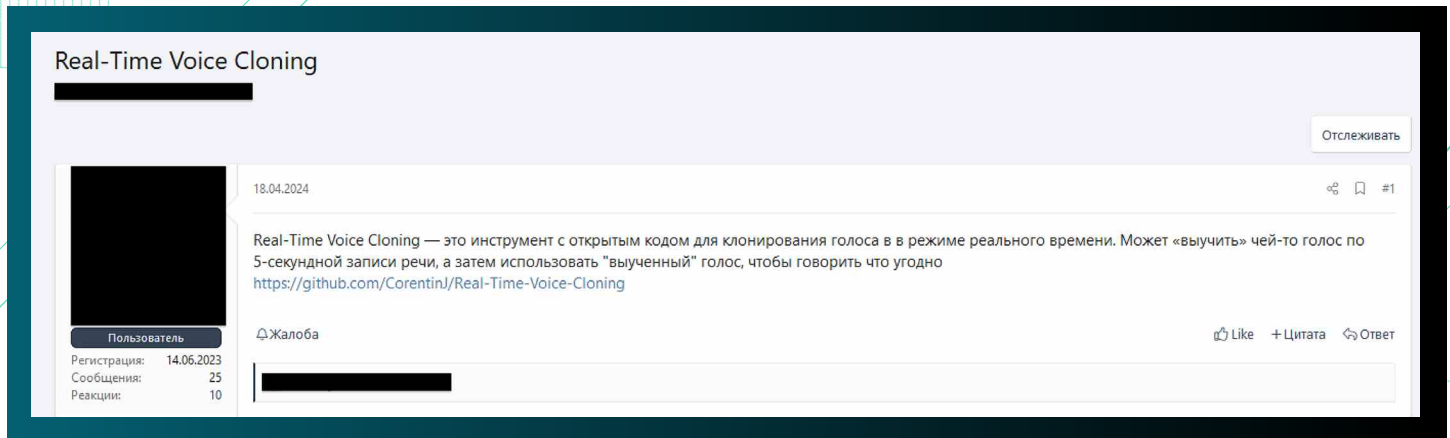 Real-Time Voice Cloning
Отслеживать
18.04.2024
#1
Real-Time Voice Cloning — это инструмент с открытым кодом для клонирования голоса в в режиме реального времени. Может «выучить» чей-то голос по
5-секундной записи речи, а затем использовать "выученный" голос, чтобы говорить что угодно
https://github.com/CorentinJ/Real-Time-Voice-Cloning
Пользователь
Регистрация: 14.06.2023
Сообщения: 25
Реакции: 10
Жалоба
Like +Цитата Ответ